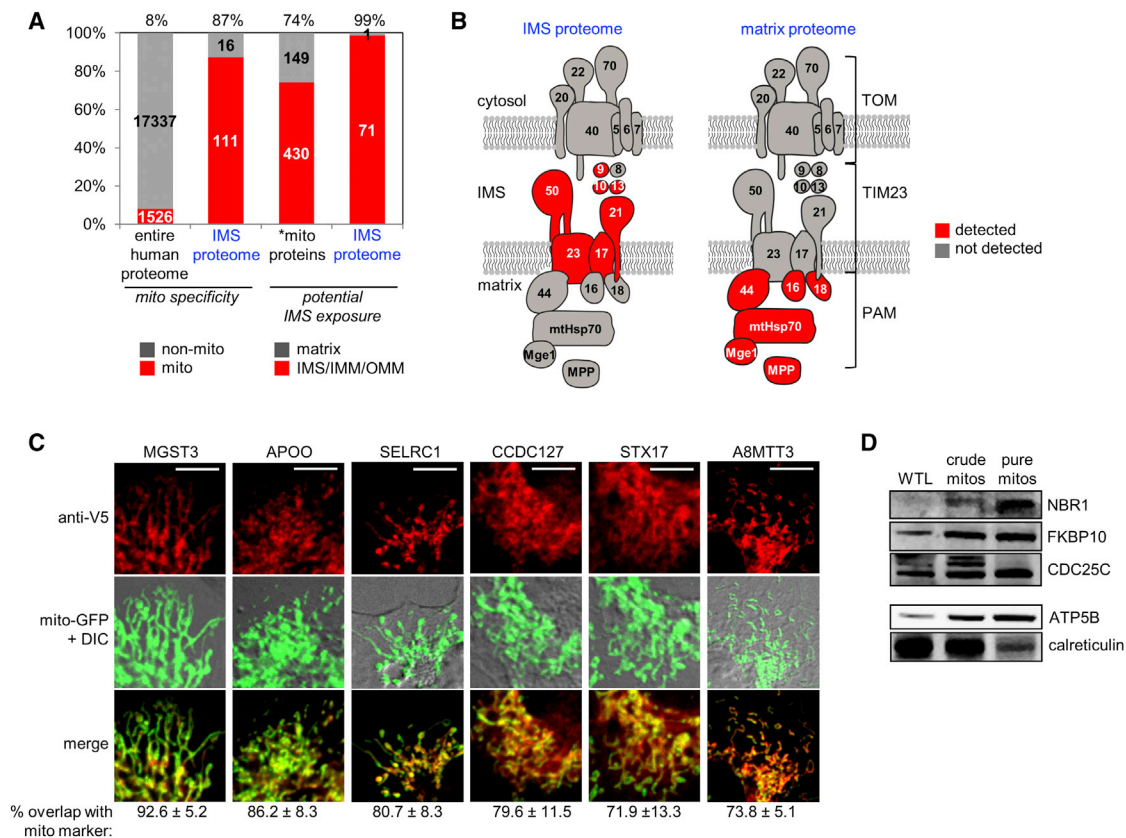 A
8% 87% 74% 99%
100%
80%
60%
40%
20%
0%
17337
1526
16
111
149
430
1
71
entire human proteome
IMS proteome
*mito proteins
IMS proteome
mito specificity
potential IMS exposure
non-mito
mito
matrix
IMS/IMM/OMM
B
IMS proteome
matrix proteome
cytosol
IMS
matrix
20 22 70
40 5 6 7
9 8
10 13
50 21
23 17
44 16 18
mtHsp70
Mge1
MPP
20 22 70
40 5 6 7
9 8
10 13
50 21
23 17
44 16 18
mtHsp70
Mge1
MPP
TOM
TIM23
PAM
detected
not detected
C
MGST3 APOO SELRC1 CCDC127 STX17 A8MTT3
anti-V5
mito-GFP
+ DIC
merge
% overlap with mito marker:
92.6 ± 5.2 86.2 ± 8.3 80.7 ± 8.3 79.6 ± 11.5 71.9 ±13.3 73.8 ± 5.1
D
WTL
crude mitos
pure mitos
NBR1
FKBP10
CDC25C
ATP5B
calreticulin